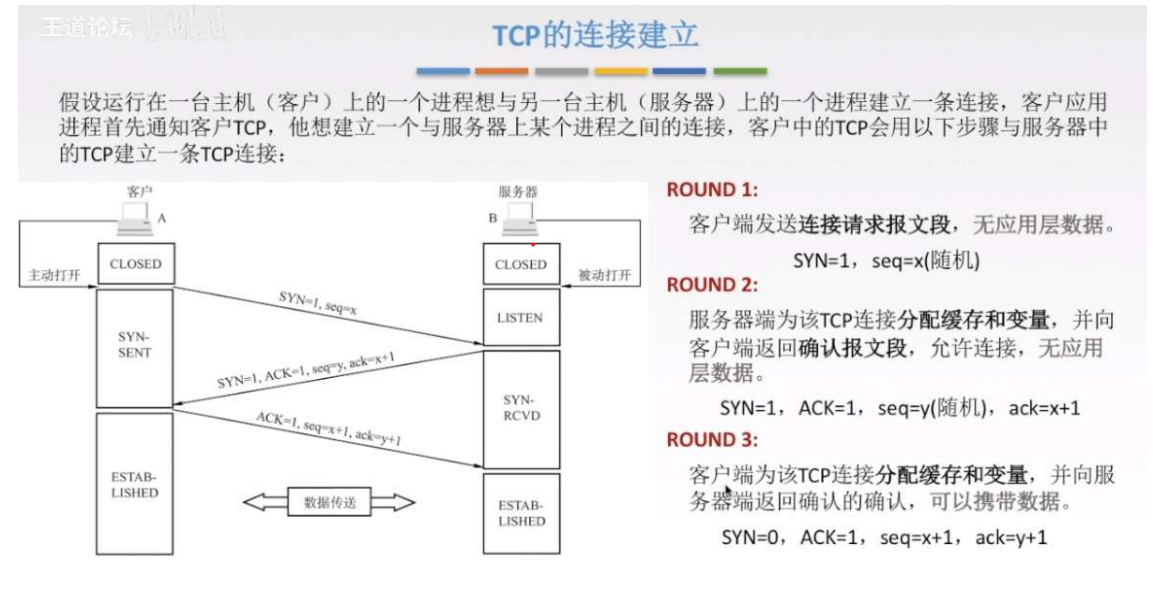 王道论坛
TCP的连接建立
假设运行在一台主机（客户）上的一个进程想与另一台主机（服务器）上的一个进程建立一条连接，客户应用
进程首先通知客户TCP，他想建立一个与服务器上某个进程之间的连接，客户中的TCP会用以下步骤与服务器中
的TCP建立一条TCP连接：
客户
A
服务器
B
主动打开
CLOSED
CLOSED
被动打开
SYN=1, seq=x
LISTEN
SYN-
SENT
SYN=1, ACK=1, seq=y, ack=x+1
SYN-
RCVD
ACK=1, seq=x+1, ack=y+1
ESTAB-
LISHED
数据传送
ESTAB-
LISHED
ROUND 1:
客户端发送连接请求报文段，无应用层数据。
SYN=1，seq=x(随机)
ROUND 2:
服务器端为该TCP连接分配缓存和变量，并向
客户端返回确认报文段，允许连接，无应用
层数据。
SYN=1，ACK=1，seq=y(随机)，ack=x+1
ROUND 3:
客户端为该TCP连接分配缓存和变量，并向服
务器端返回确认的确认，可以携带数据。
SYN=0，ACK=1，seq=x+1，ack=y+1